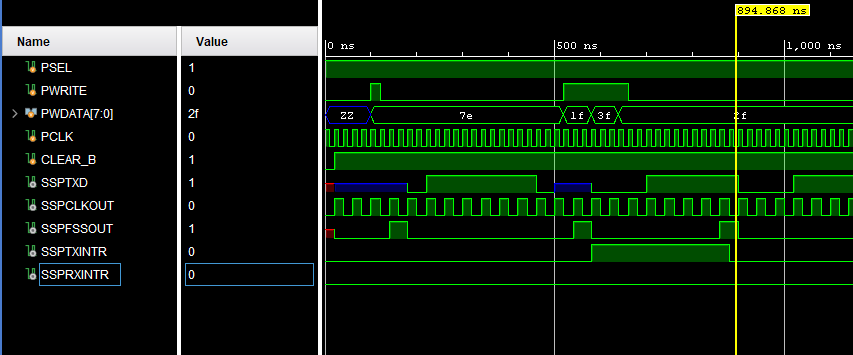 894.868 ns
Name Value 0 ns 500 ns 1,000 ns
PSEL 1
PWRITE 0
PWDATA[7:0] 2f ZZ 7e 1f 3f 2f
PCLK 0
CLEAR_B 1
SSPTXD 1
SSPCLKOUT 0
SSPFSSOUT 1
SSPTXINTR 0
SSPRXINTR 0